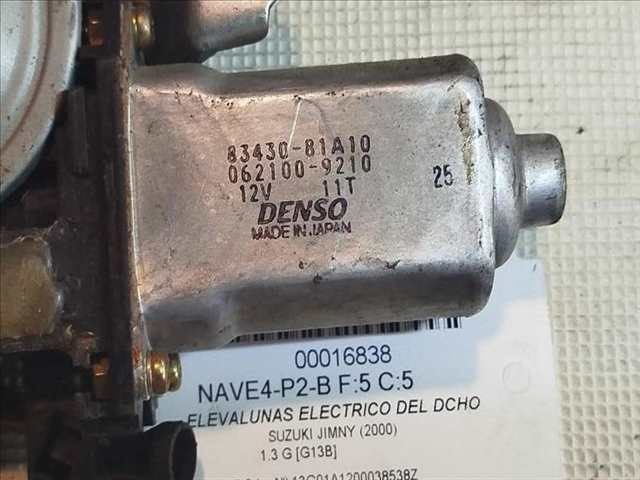 83430-81A10
062100-9210
12V 11T 25
DENSO
MADE IN JAPAN
00016838
NAVE4-P2-B F:5 C:5
ELEVALUNAS ELECTRICO DEL DCHO
SUZUKI JIMNY (2000)
1.3 G [G13B]